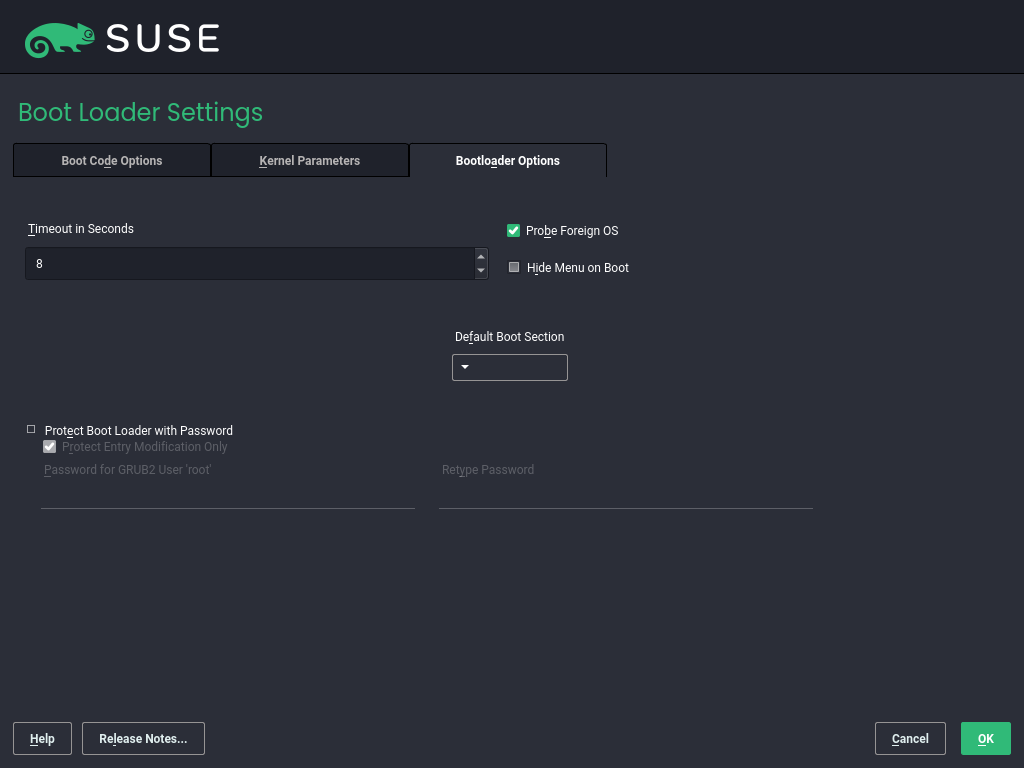 SUSE
Boot Loader Settings
Boot Code Options Kernel Parameters Bootloader Options
Timeout in Seconds
8
Probe Foreign OS
Hide Menu on Boot
Default Boot Section
Protect Boot Loader with Password
Protect Entry Modification Only
Password for GRUB2 User 'root' Retype Password
Help Release Notes... Cancel OK